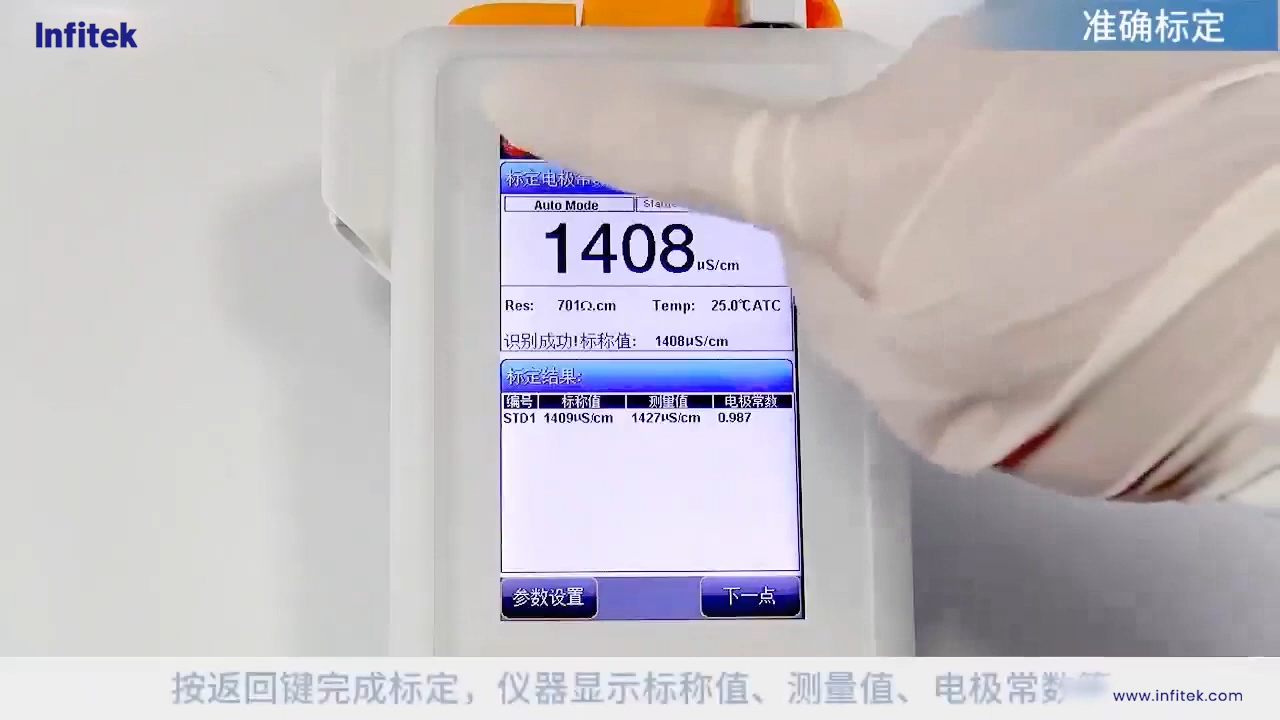 Infitek
准确标定
标定电极常
Auto Mode
1408 μS/cm
Res: 701Ω.cm Temp: 25.0℃ATC
识别成功!标称值: 1408μS/cm
标定结果:
编号 标称值 测量值 电极常数
STD1 1409μS/cm 1427μS/cm 0.987
参数设置 下一点
按返回键完成标定，仪器显示标称值、测量值、电极常数
www.infitek.com